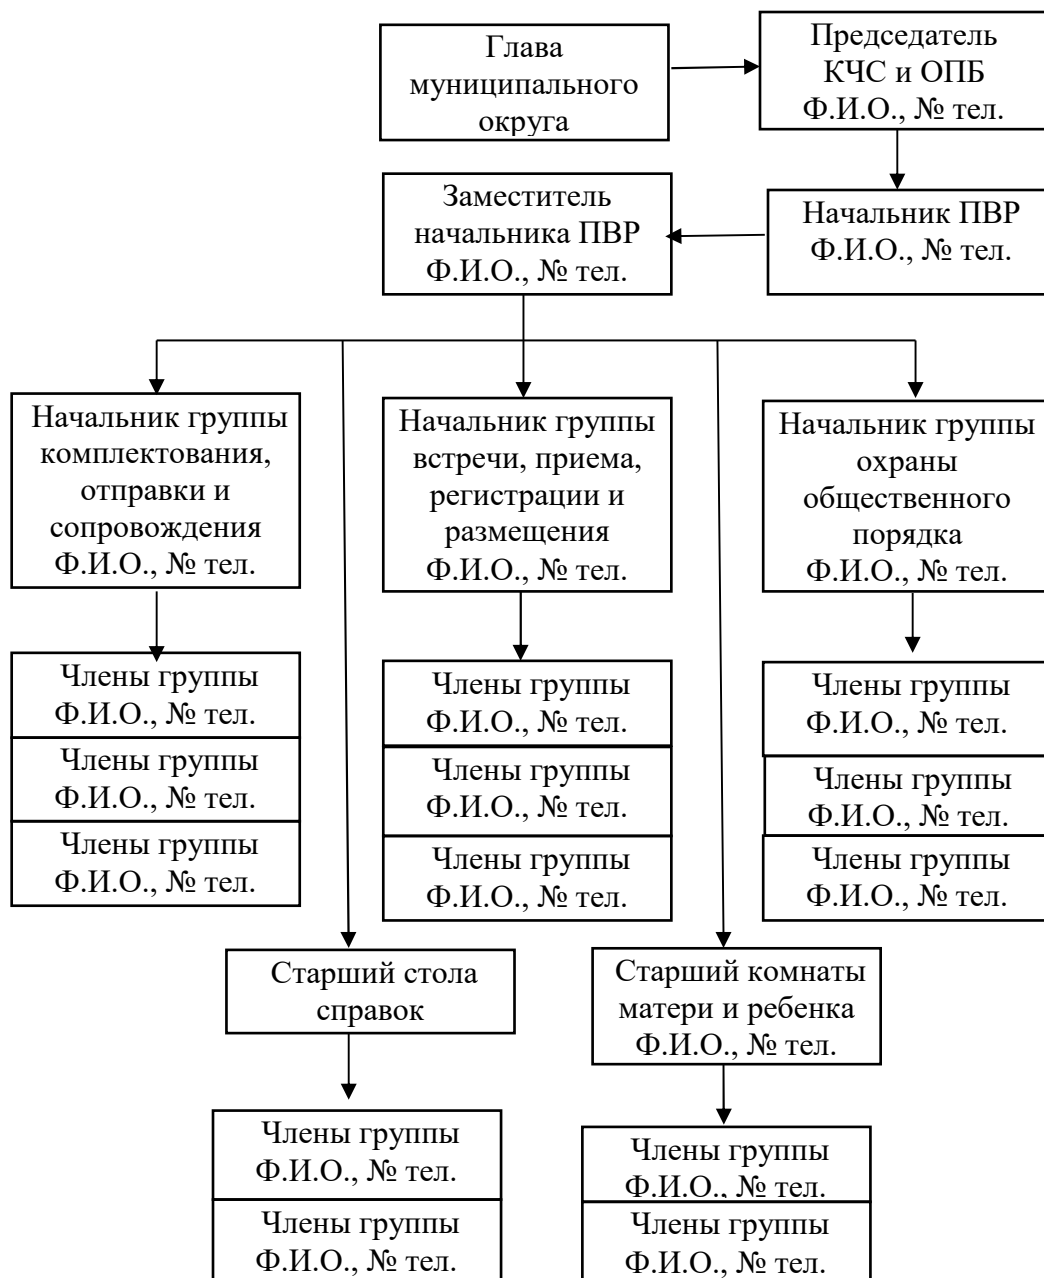 Глава
муниципального
округа
Председатель
КЧС и ОПБ
Ф.И.О., № тел.
Заместитель
начальника ПВР
Ф.И.О., № тел.
Начальник ПВР
Ф.И.О., № тел.
Начальник группы
комплектования,
отправки и
сопровождения
Ф.И.О., № тел.
Начальник группы
встречи, приема,
регистрации и
размещения
Ф.И.О., № тел.
Начальник группы
охраны
общественного
порядка
Ф.И.О., № тел.
Члены группы
Ф.И.О., № тел.
Члены группы
Ф.И.О., № тел.
Члены группы
Ф.И.О., № тел.
Члены группы
Ф.И.О., № тел.
Члены группы
Ф.И.О., № тел.
Члены группы
Ф.И.О., № тел.
Члены группы
Ф.И.О., № тел.
Члены группы
Ф.И.О., № тел.
Члены группы
Ф.И.О., № тел.
Старший стола
справок
Старший комнаты
матери и ребенка
Ф.И.О., № тел.
Члены группы
Ф.И.О., № тел.
Члены группы
Ф.И.О., № тел.
Члены группы
Ф.И.О., № тел.
Члены группы
Ф.И.О., № тел.